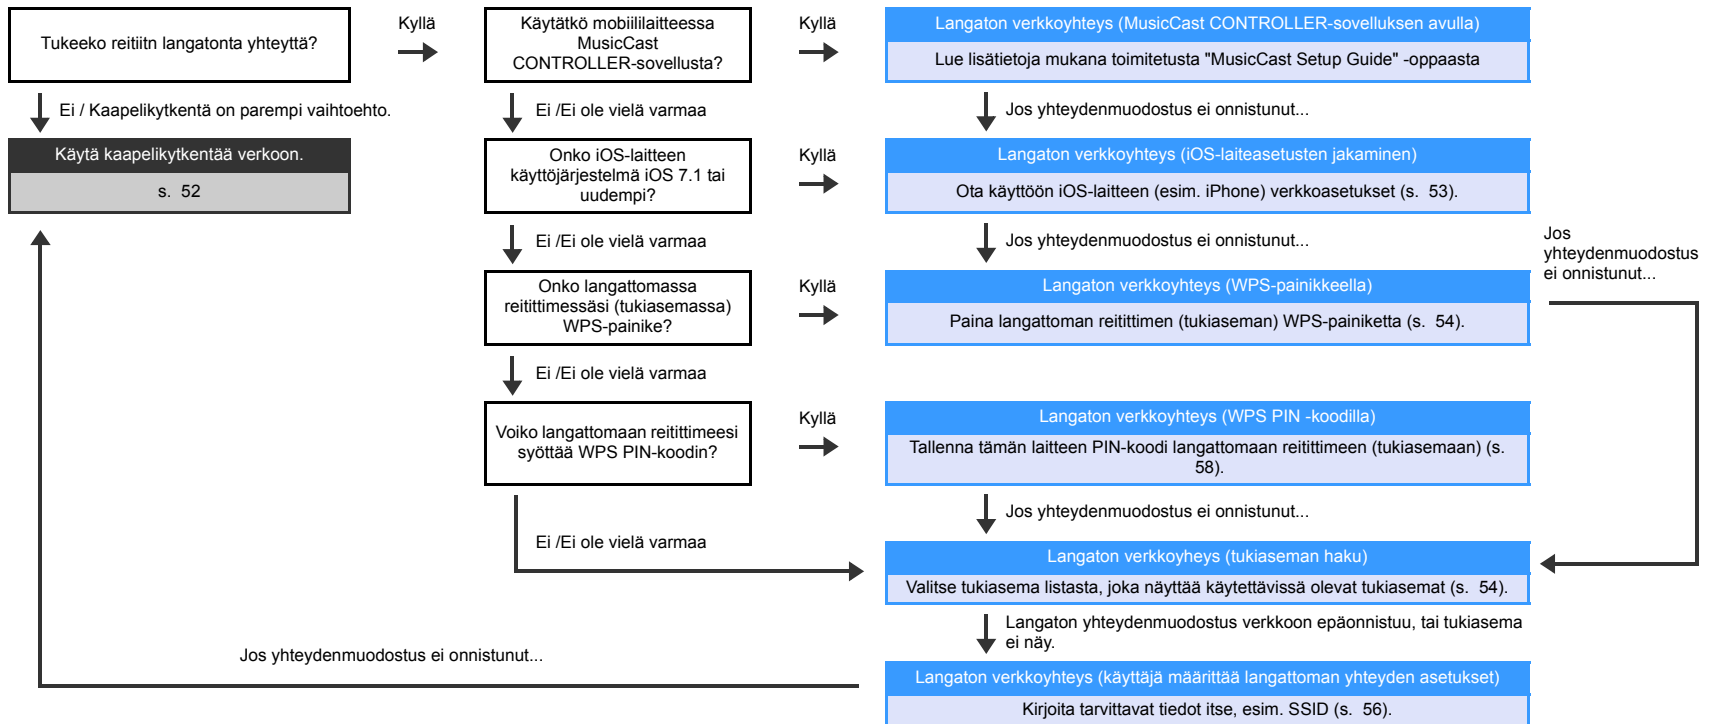 Tukeeko reitiitn langatonta yhteyttä?
Kyllä
Käytätkö mobiililaitteessa
MusicCast
CONTROLLER-sovellusta?
Kyllä
Langaton verkkoyhteys (MusicCast CONTROLLER-sovelluksen avulla)
Lue lisätietoja mukana toimitetusta "MusicCast Setup Guide" -oppaasta
Ei / Kaapelikytkentä on parempi vaihtoehto.
Ei /Ei ole vielä varmaa
Jos yhteydenmuodostus ei onnistunut...
Käytä kaapelikytkentää verkoon.
s. 52
Onko iOS-laitteen
käyttöjärjestelmä iOS 7.1 tai
uudempi?
Kyllä
Langaton verkkoyhteys (iOS-laiteasetusten jakaminen)
Ota käyttöön iOS-laitteen (esim. iPhone) verkkoasetukset (s. 53).
Ei /Ei ole vielä varmaa
Jos yhteydenmuodostus ei onnistunut...
Jos
yhteydenmuodostus
ei onnistunut...
Onko langattomassa
reitittimessäsi (tukiasemassa)
WPS-painike?
Kyllä
Langaton verkkoyhteys (WPS-painikkeella)
Paina langattoman reitittimen (tukiaseman) WPS-painiketta (s. 54).
Ei /Ei ole vielä varmaa
Voiko langattomaan reitittimeesi
syöttää WPS PIN-koodin?
Kyllä
Langaton verkkoyhteys (WPS PIN -koodilla)
Tallenna tämän laitteen PIN-koodi langattomaan reitittimeen (tukiasemaan) (s.
58).
Jos yhteydenmuodostus ei onnistunut...
Ei /Ei ole vielä varmaa
Langaton verkkoyheys (tukiaseman haku)
Valitse tukiasema listasta, joka näyttää käytettävissä olevat tukiasemat (s. 54).
Langaton yhteydenmuodostus verkkoon epäonnistuu, tai tukiasema
ei näy.
Jos yhteydenmuodostus ei onnistunut...
Langaton verkkoyhteys (käyttäjä määrittää langattoman yhteyden asetukset)
Kirjoita tarvittavat tiedot itse, esim. SSID (s. 56).